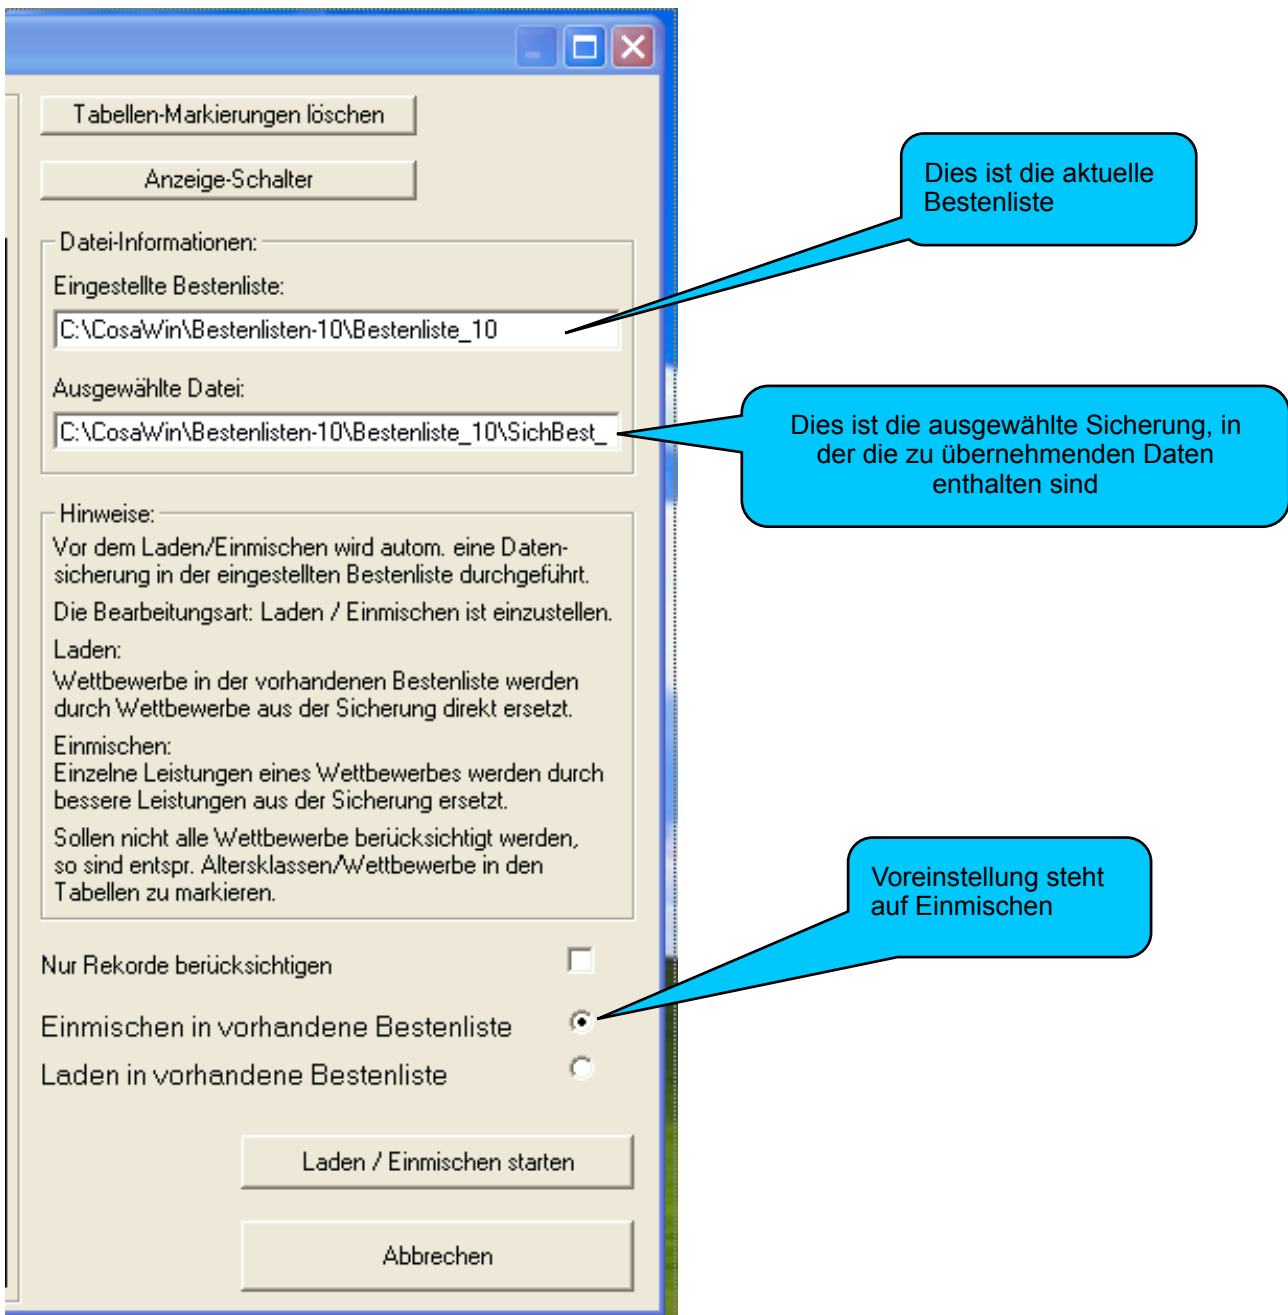 Tabellen-Markierungen löschen
Anzeige-Schalter
Dies ist die aktuelle
Bestenliste
Datei-Informationen:
Eingestellte Bestenliste:
C:\CosaWin\Bestenlisten-10\Bestenliste_10
Ausgewählte Datei:
C:\CosaWin\Bestenlisten-10\Bestenliste_10\SichBest_
Dies ist die ausgewählte Sicherung, in
der die zu übernehmenden Daten
enthalten sind
Hinweise:
Vor dem Laden/Einmischen wird autom. eine Daten-
sicherung in der eingestellten Bestenliste durchgeführt.
Die Bearbeitungsart: Laden / Einmischen ist einzustellen.
Laden:
Wettbewerbe in der vorhandenen Bestenliste werden
durch Wettbewerbe aus der Sicherung direkt ersetzt.
Einmischen:
Einzelne Leistungen eines Wettbewerbes werden durch
bessere Leistungen aus der Sicherung ersetzt.
Sollen nicht alle Wettbewerbe berücksichtigt werden,
so sind entspr. Altersklassen/Wettbewerbe in den
Tabellen zu markieren.
Voreinstellung steht
auf Einmischen
Nur Rekorde berücksichtigen
Einmischen in vorhandene Bestenliste
Laden in vorhandene Bestenliste
Laden / Einmischen starten
Abbrechen